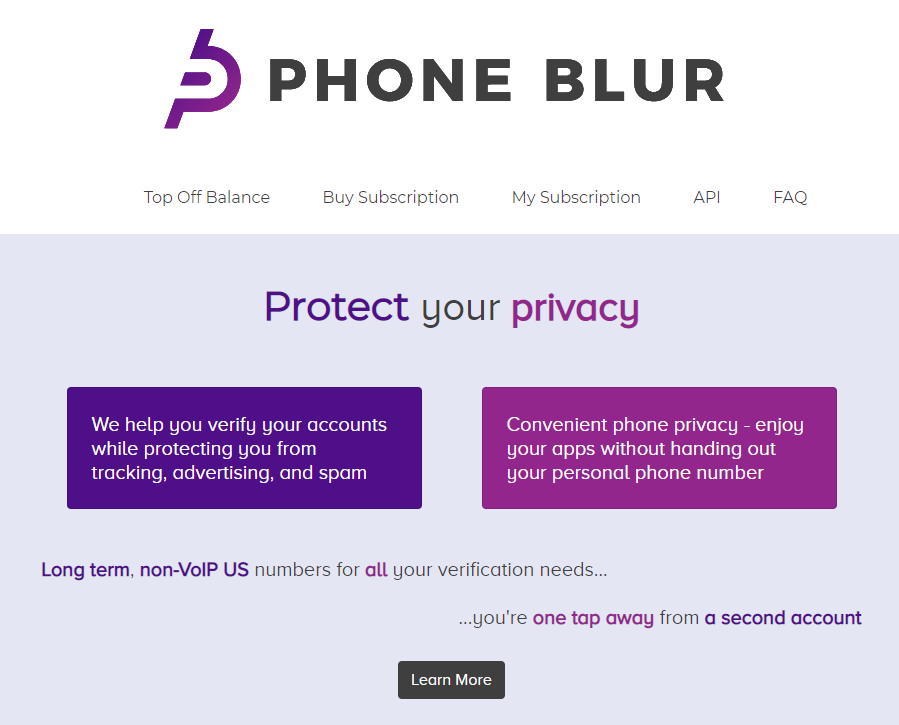 PHONE BLUR
Top Off Balance Buy Subscription My Subscription API FAQ
Protect your privacy
We help you verify your accounts
while protecting you from
tracking, advertising, and spam
Convenient phone privacy - enjoy
your apps without handing out
your personal phone number
Long term, non-VoIP US numbers for all your verification needs...
...you're one tap away from a second account
Learn More